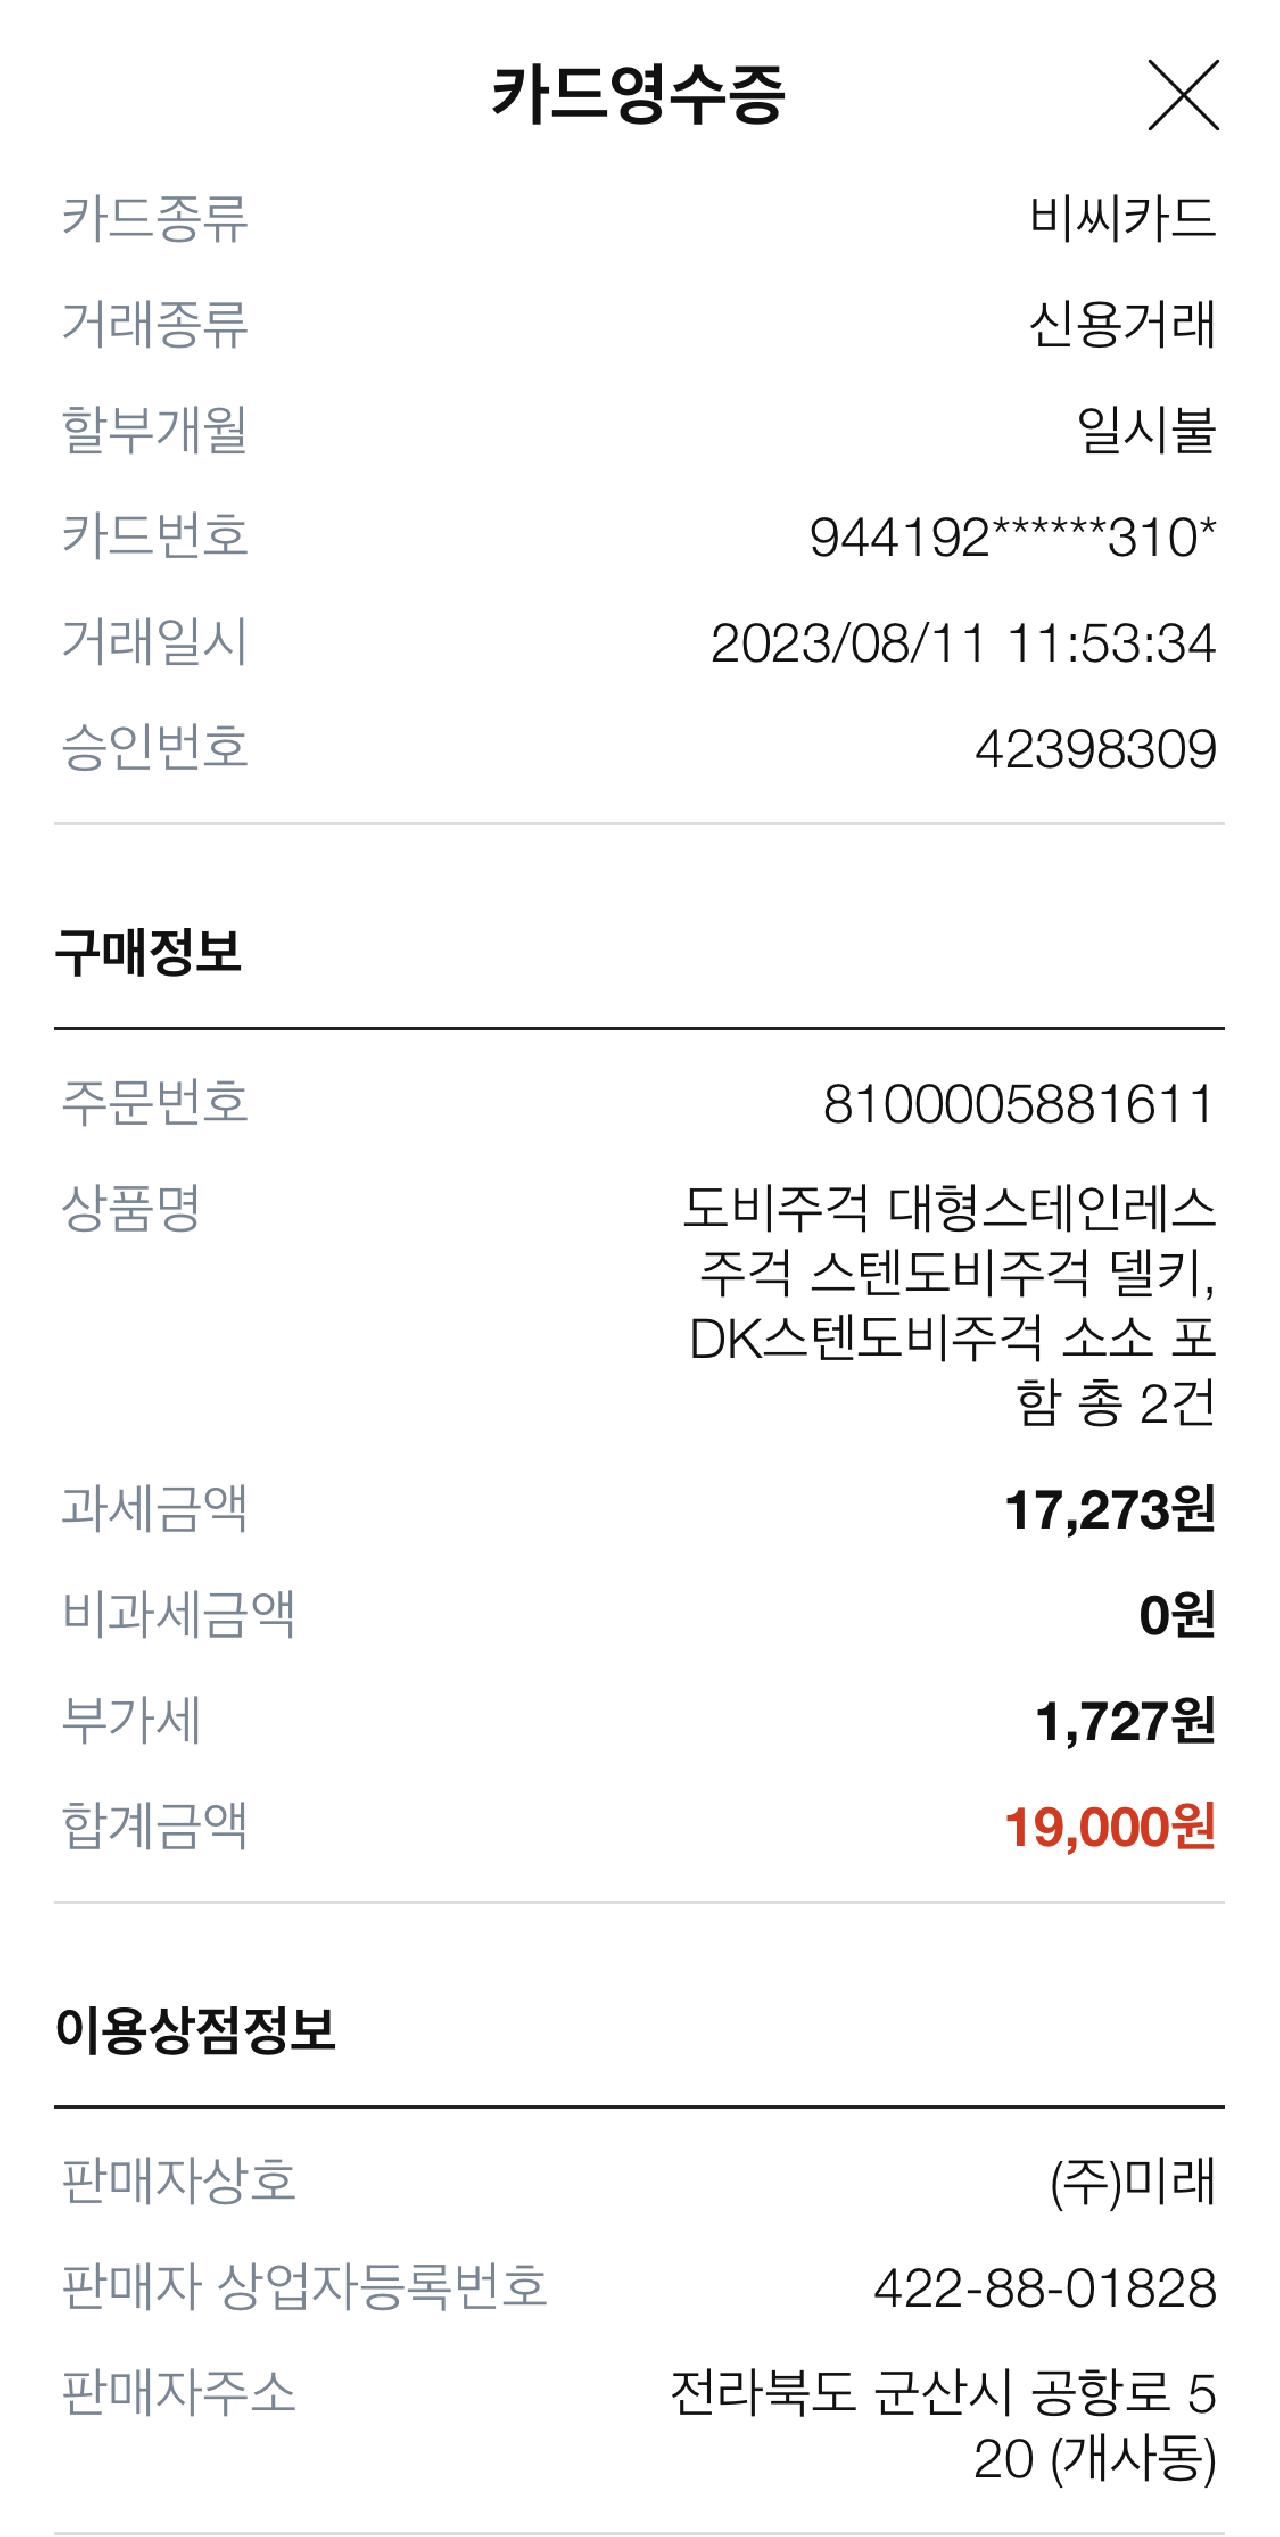 카드영수증
카드종류 비씨카드
거래종류 신용거래
할부개월 일시불
카드번호 944192******310*
거래일시 2023/08/11 11:53:34
승인번호 42398309
구매정보
주문번호 8100005881611
상품명 도비주걱 대형스테인레스
주걱 스텐도비주걱 델키,
DK스텐도비주걱 소소 포
함 총 2건
과세금액 17,273원
비과세금액 0원
부가세 1,727원
합계금액 19,000원
이용상점정보
판매자상호 (주)미래
판매자 상업자등록번호 422-88-01828
판매자주소 전라북도 군산시 공항로 5
20 (개사동)